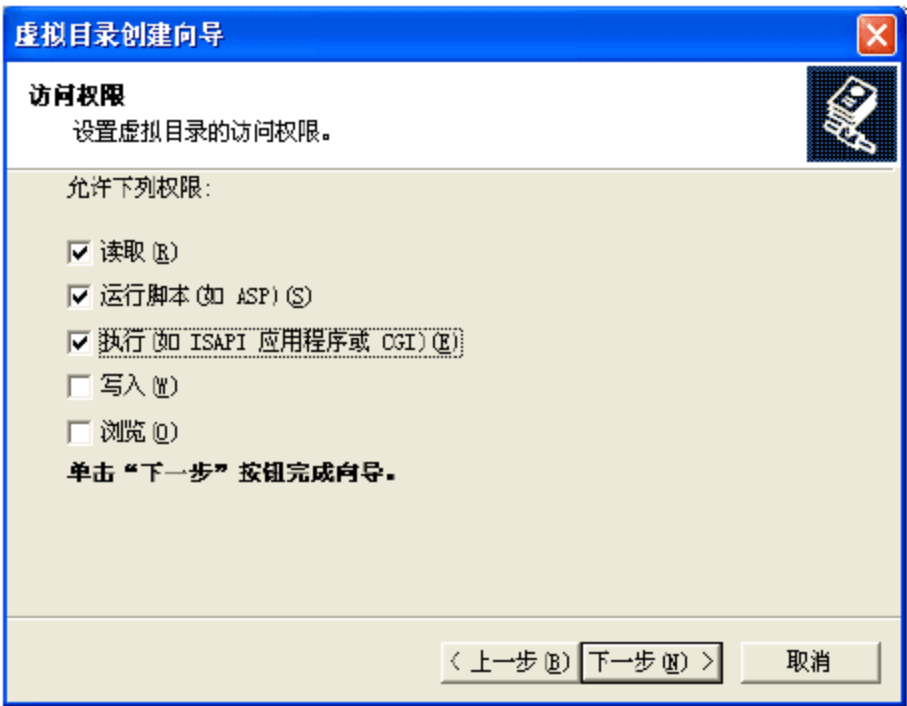 虚拟目录创建向导
访问权限
设置虚拟目录的访问权限。
允许下列权限:
读取(R)
运行脚本(如 ASP)(S)
执行(如 ISAPI 应用程序或 CGI)(E)
写入(W)
浏览(O)
单击“下一步”按钮完成向导。
< 上一步(B) 下一步(N) > 取消